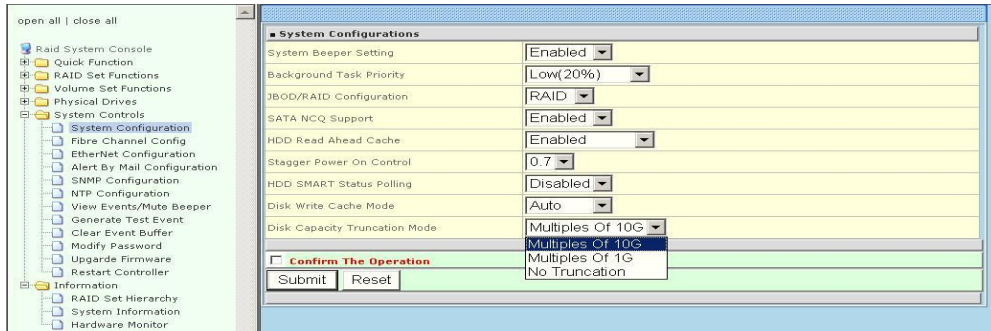 open all | close all
Raid System Console
Quick Function
RAID Set Functions
Volume Set Functions
Physical Drives
System Controls
System Configuration
Fibre Channel Config
EtherNet Configuration
Alert By Mail Configuration
SNMP Configuration
NTP Configuration
View Events/Mute Beeper
Generate Test Event
Clear Event Buffer
Modify Password
Upgarde Firmware
Restart Controller
Information
RAID Set Hierarchy
System Information
Hardware Monitor
System Configurations
System Beeper Setting Enabled
Background Task Priority Low(20%)
JBOD/RAID Configuration RAID
SATA NCQ Support Enabled
HDD Read Ahead Cache Enabled
Stagger Power On Control 0.7
HDD SMART Status Polling Disabled
Disk Write Cache Mode Auto
Disk Capacity Truncation Mode Multiples Of 10G
Multiples Of 10G
Multiples Of 1G
No Truncation
Confirm The Operation
Submit Reset